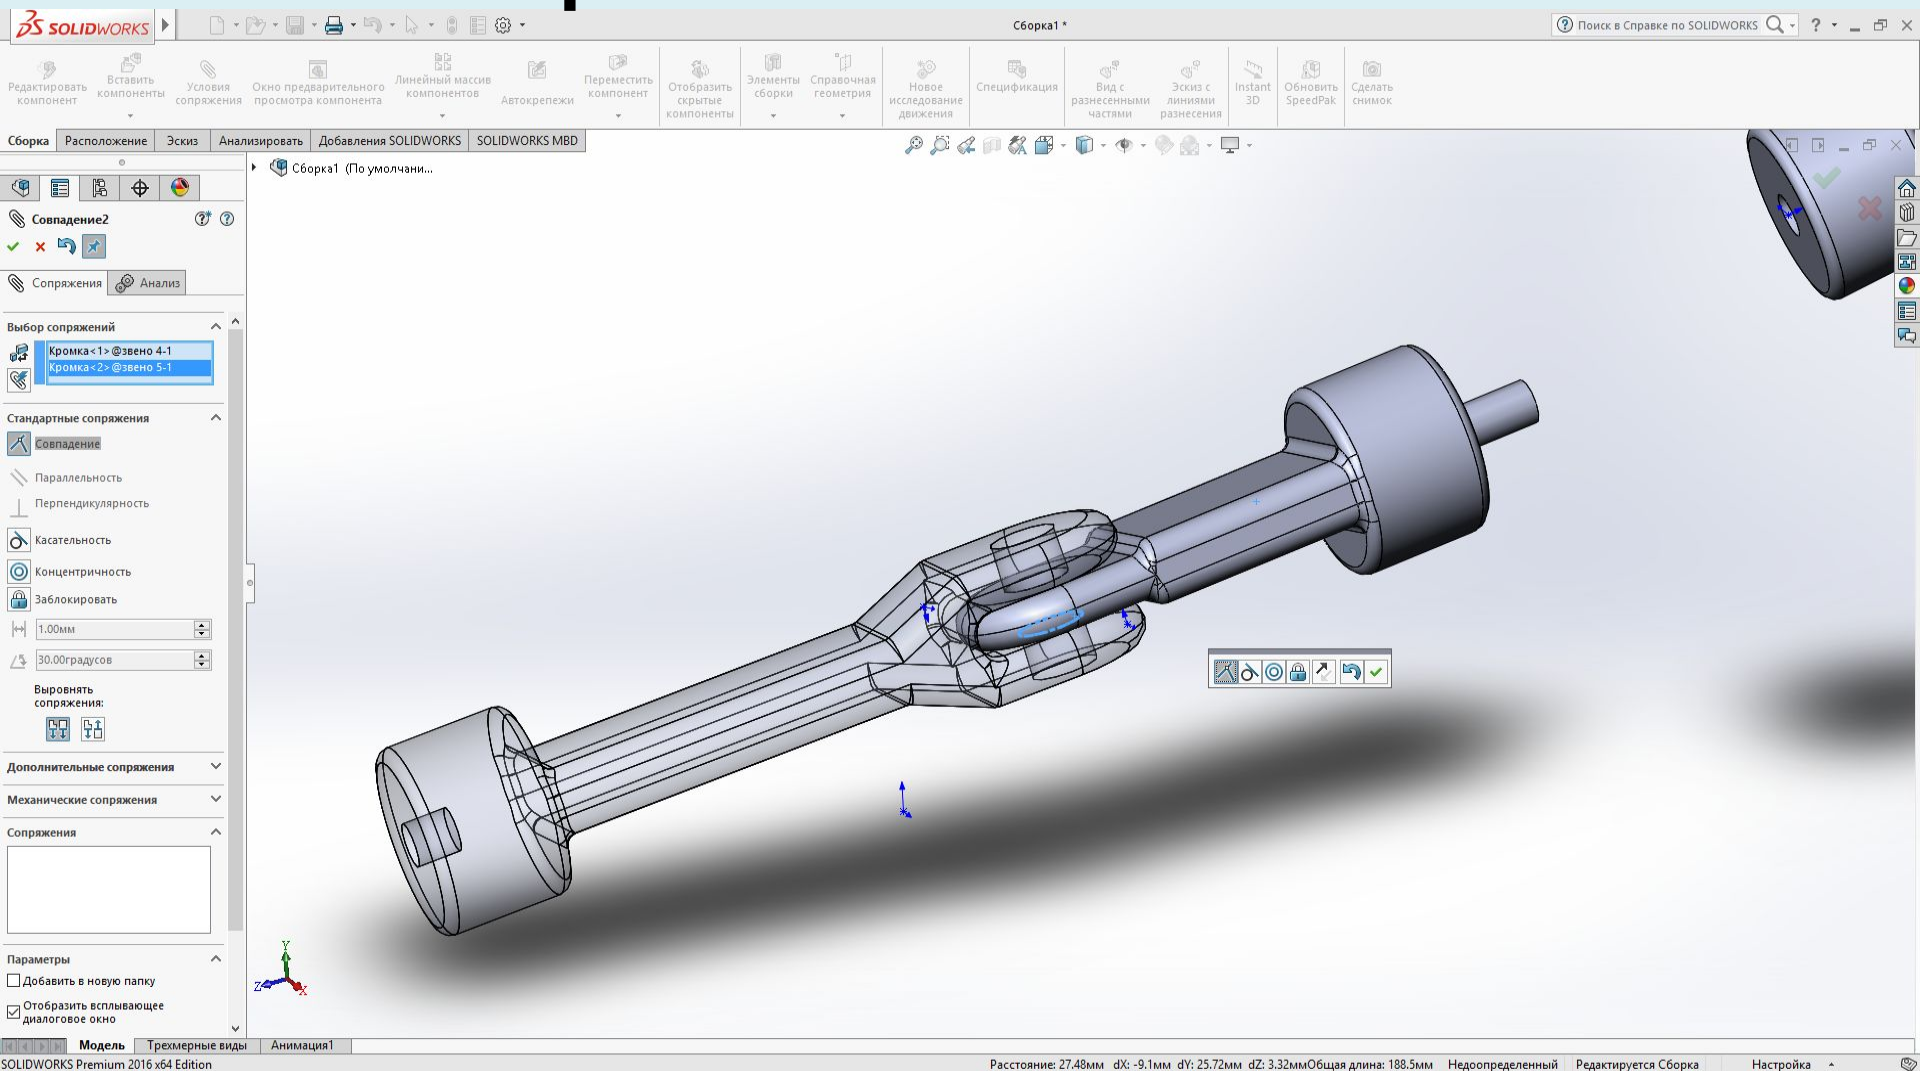 SOLIDWORKS
Сборка1 *
Поиск в Справке по SOLIDWORKS
?
Редактировать
компонент
Вставить
компоненты
Условия
сопряжения
Окно предварительного
просмотра компонента
Линейный массив
компонентов
Автокрепежи
Переместить
компонент
Отобразить
скрытые
компоненты
Элементы
сборки
Справочная
геометрия
Новое
исследование
движения
Спецификация
Вид с
разнесенными
частями
Эскиз с
линиями
разнесения
Instant
3D
Обновить
SpeedPak
Сделать
снимок
Сборка
Расположение
Эскиз
Анализировать
Добавления SOLIDWORKS
SOLIDWORKS MBD
Сборка1 (По умолчани...
Совпадение2
Сопряжения
Анализ
Выбор сопряжений
Кромка<1>@звено 4-1
Кромка<2>@звено 5-1
Стандартные сопряжения
Совпадение
Параллельность
Перпендикулярность
Касательность
Концентричность
Заблокировать
1.00мм
30.00градусов
Выровнять
сопряжения:
Дополнительные сопряжения
Механические сопряжения
Сопряжения
Параметры
Добавить в новую папку
Отобразить всплывающее
диалоговое окно
Y
Z
X
Модель
Трехмерные виды
Анимация1
SOLIDWORKS Premium 2016 x64 Edition
Расстояние: 27.48мм dX: -9.1мм dY: 25.72мм dZ: 3.32ммОбщая длина: 188.5мм
Недоопределенный
Редактируется Сборка
Настройка